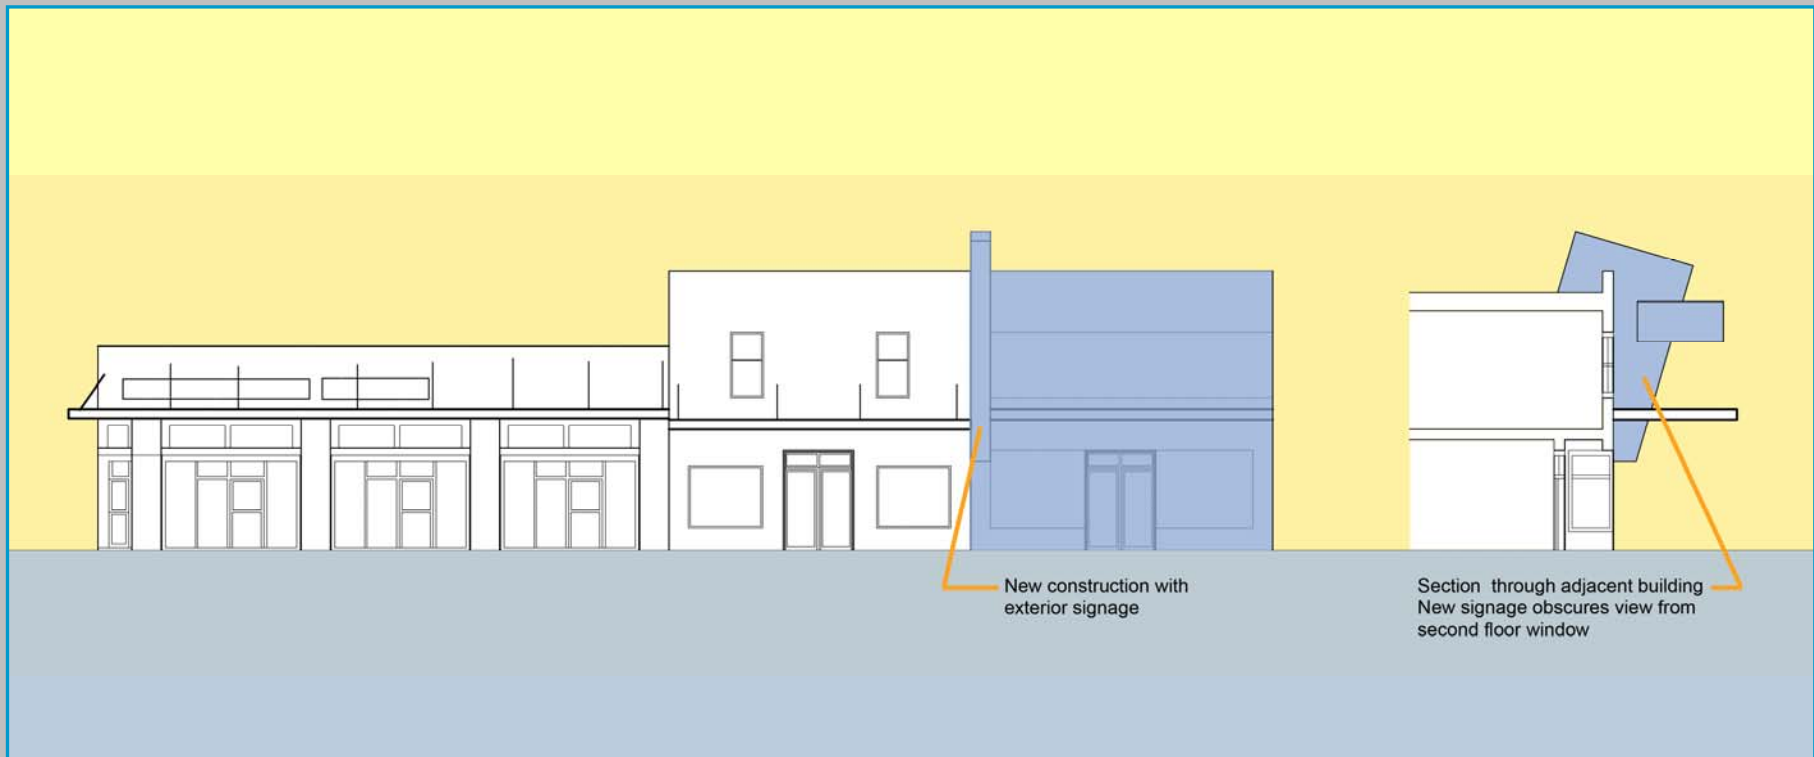 New construction with
exterior signage
Section through adjacent building
New signage obscures view from
second floor window